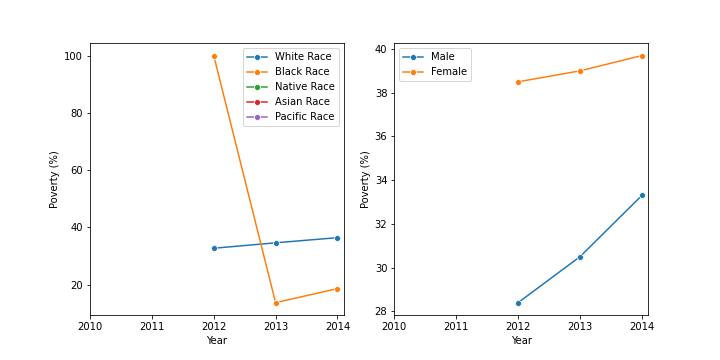 Poverty (%)
100
80
60
40
20
2010 2011 2012 2013 2014
Year
White Race
Black Race
Native Race
Asian Race
Pacific Race
Poverty (%)
40
38
36
34
32
30
28
2010 2011 2012 2013 2014
Year
Male
Female